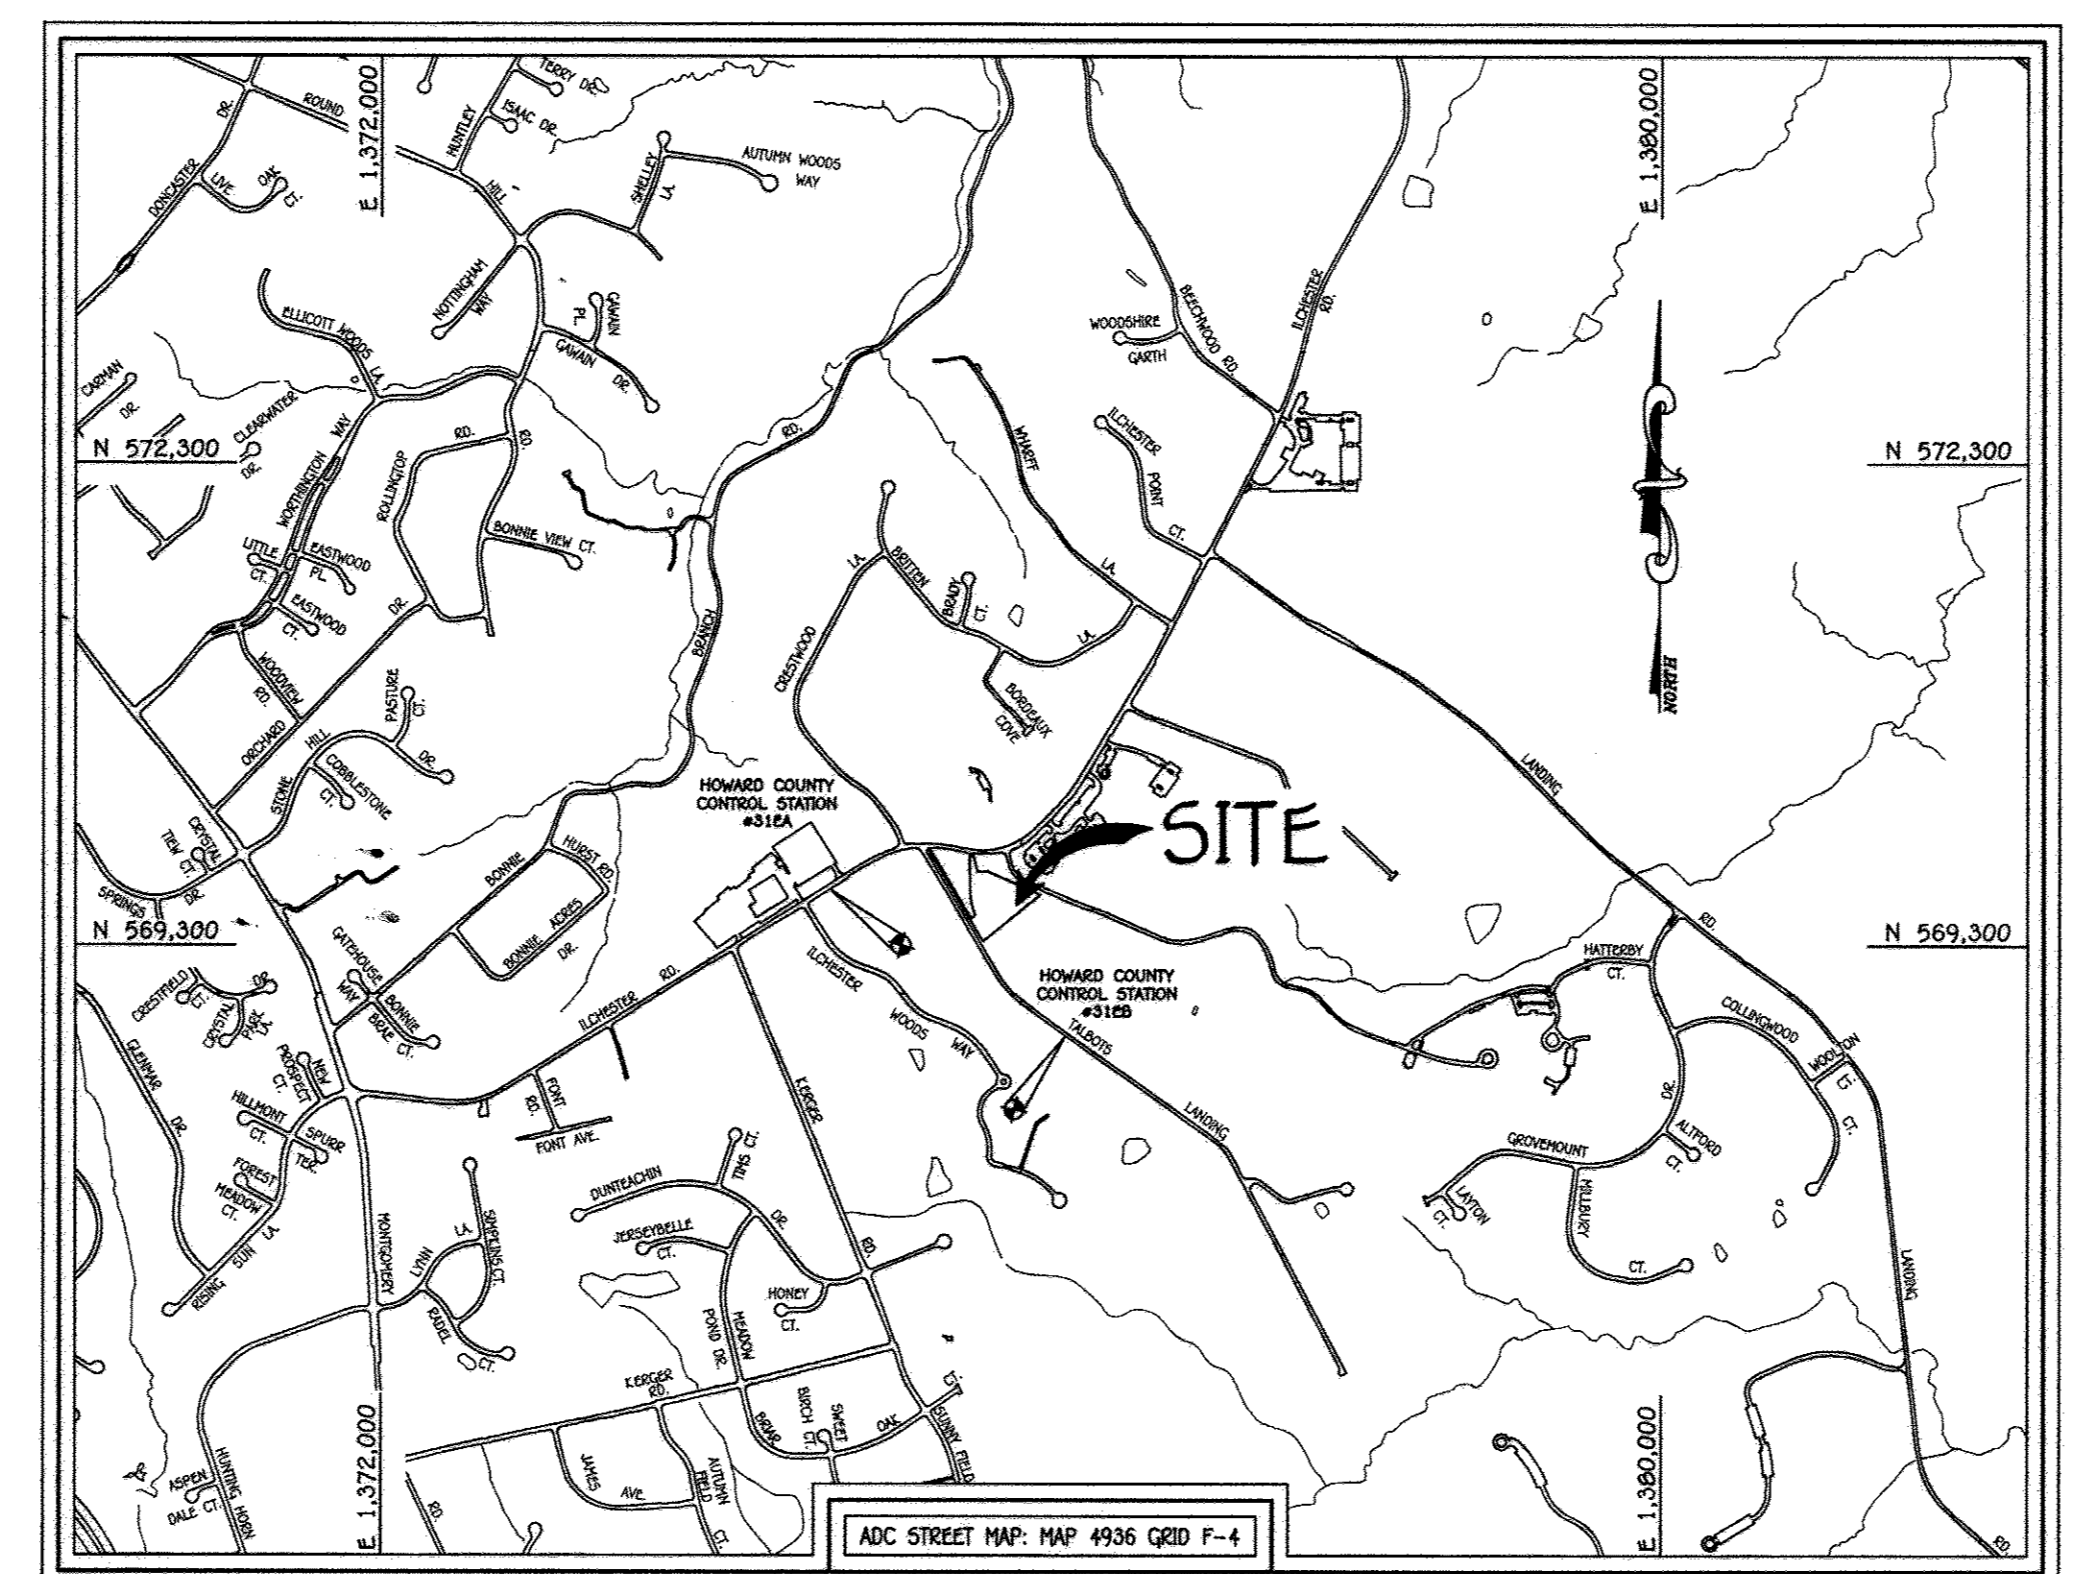 TERRY DR.
ROUND
E 1,372,000
HUNTLEY
ISAAC DR.
DR.
DONCASTER
LIVE OAK CT.
HILL
SHELLEY LA.
AUTUMN WOODS WAY
E 1,380,000
NOTTINGHAM WAY
GAWAIN PL.
GAWAIN DR.
ELLICOTT WOODS LA.
BEECHWOOD RD.
ILCHESTER RD.
WOODSHIRE GARTH
CARMAN DR.
CLEARWATER DR.
WAY
WORTHINGTON
RD.
RD.
ROLLINGTOP
RD.
WHARFF
LA.
ILCHESTER
POINT
CT.
N 572,300
N 572,300
BONNIE VIEW CT.
LITTLE CT.
EASTWOOD PL.
EASTWOOD CT.
DR.
LA.
BRITTEN
BRADY CT.
LA.
BRANCH
CRESTWOOD
BORDEAUX COVE
WOODVIEW RD.
ORCHARD
PASTURE CT.
HILL
STONE
DR.
COBBLESTONE CT.
NORTH
LANDING
HOWARD COUNTY
CONTROL STATION
#31EA
SITE
CRYSTAL
VIEW CT.
SPRINGS
DR.
HURST RD.
BONNIE
BONNIE ACRES DR.
N 569,300
N 569,300
RD.
HATTERBY CT.
GATEHOUSE WAY
BONNIE BRAE CT.
ILCHESTER
RD.
ILCHESTER
WOODS
WAY
HOWARD COUNTY
CONTROL STATION
#31EB
TALBOTS
LANDING
CRESTFIELD CT.
CRYSTAL
PARK LA.
DR.
GLENMAR
DR.
NEW PROSPECT CT.
HILLMONT CT.
SPURR TER.
FOREST MEADOW CT.
RISING
SUN
LA.
FONT RD.
FONT AVE.
KERGER
RD.
COLLINGWOOD
CT.
WOOLTON CT.
DR.
ALTFORD CT.
GROVEMOUNT
LAYTON CT.
MILLBURY
CT.
LANDING
RD.
MONTGOMERY
LYNN
LA.
SIMPKINS CT.
RADEL
CT.
DUNTEACHIN
DR.
TIMS CT.
JERSEYBELLE CT.
HONEY CT.
MEADOW
POND DR.
KERGER RD.
BRIAR
BIRCH CT.
SWEET
OAK
CT.
SUNNY FIELD
HUNTING HORN
ASPEN
DALE CT.
E 1,372,000
RD.
JAMES
AVE.
AUTUMN FIELD
CT.
E 1,380,000
ADC STREET MAP: MAP 4936 GRID F-4